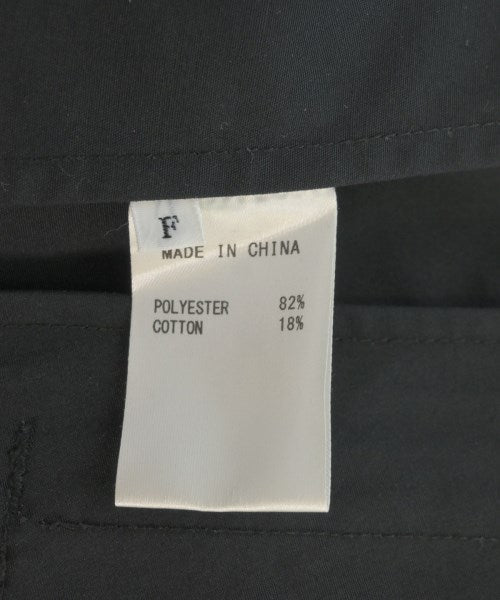 F
MADE IN CHINA
POLYESTER 82%
COTTON 18%